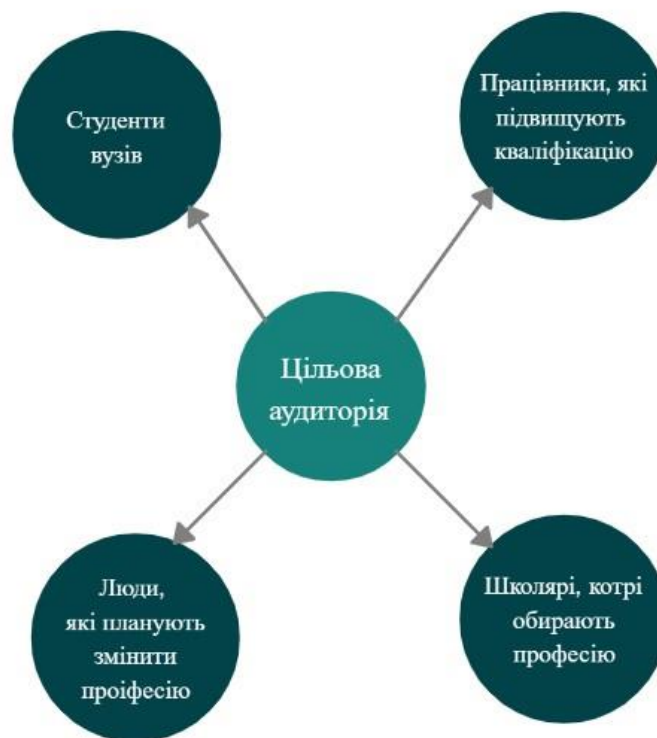 Студенти
вузів
Працівники, які
підвищують
кваліфікацію
Цільова
аудиторія
Люди,
які планують
змінити
проіфесію
Школярі, котрі
обирають
професію